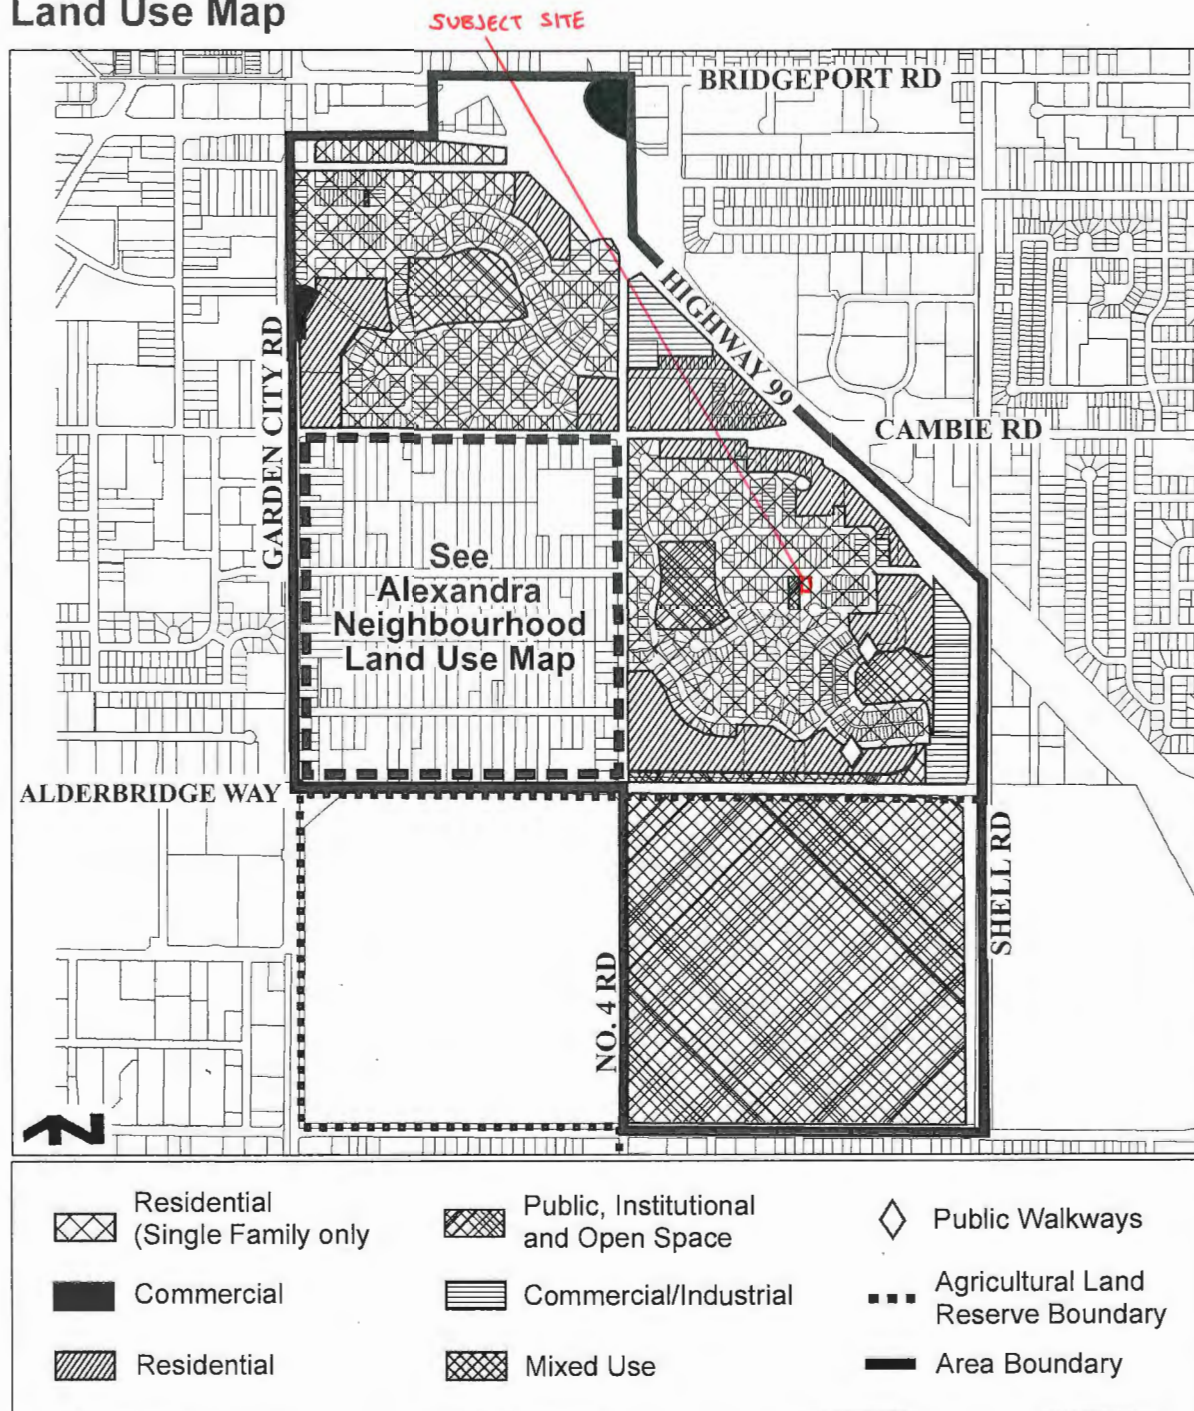 Land Use Map
SUBJECT SITE
BRIDGEPORT RD
HIGHWAY 99
GARDEN CITY RD
CAMBIE RD
See
Alexandra
Neighbourhood
Land Use Map
ALDERBRIDGE WAY
SHELL RD
NO. 4 RD
N
Residential
(Single Family only
Public, Institutional
and Open Space
Public Walkways
Commercial
Commercial/Industrial
Agricultural Land
Reserve Boundary
Residential
Mixed Use
Area Boundary